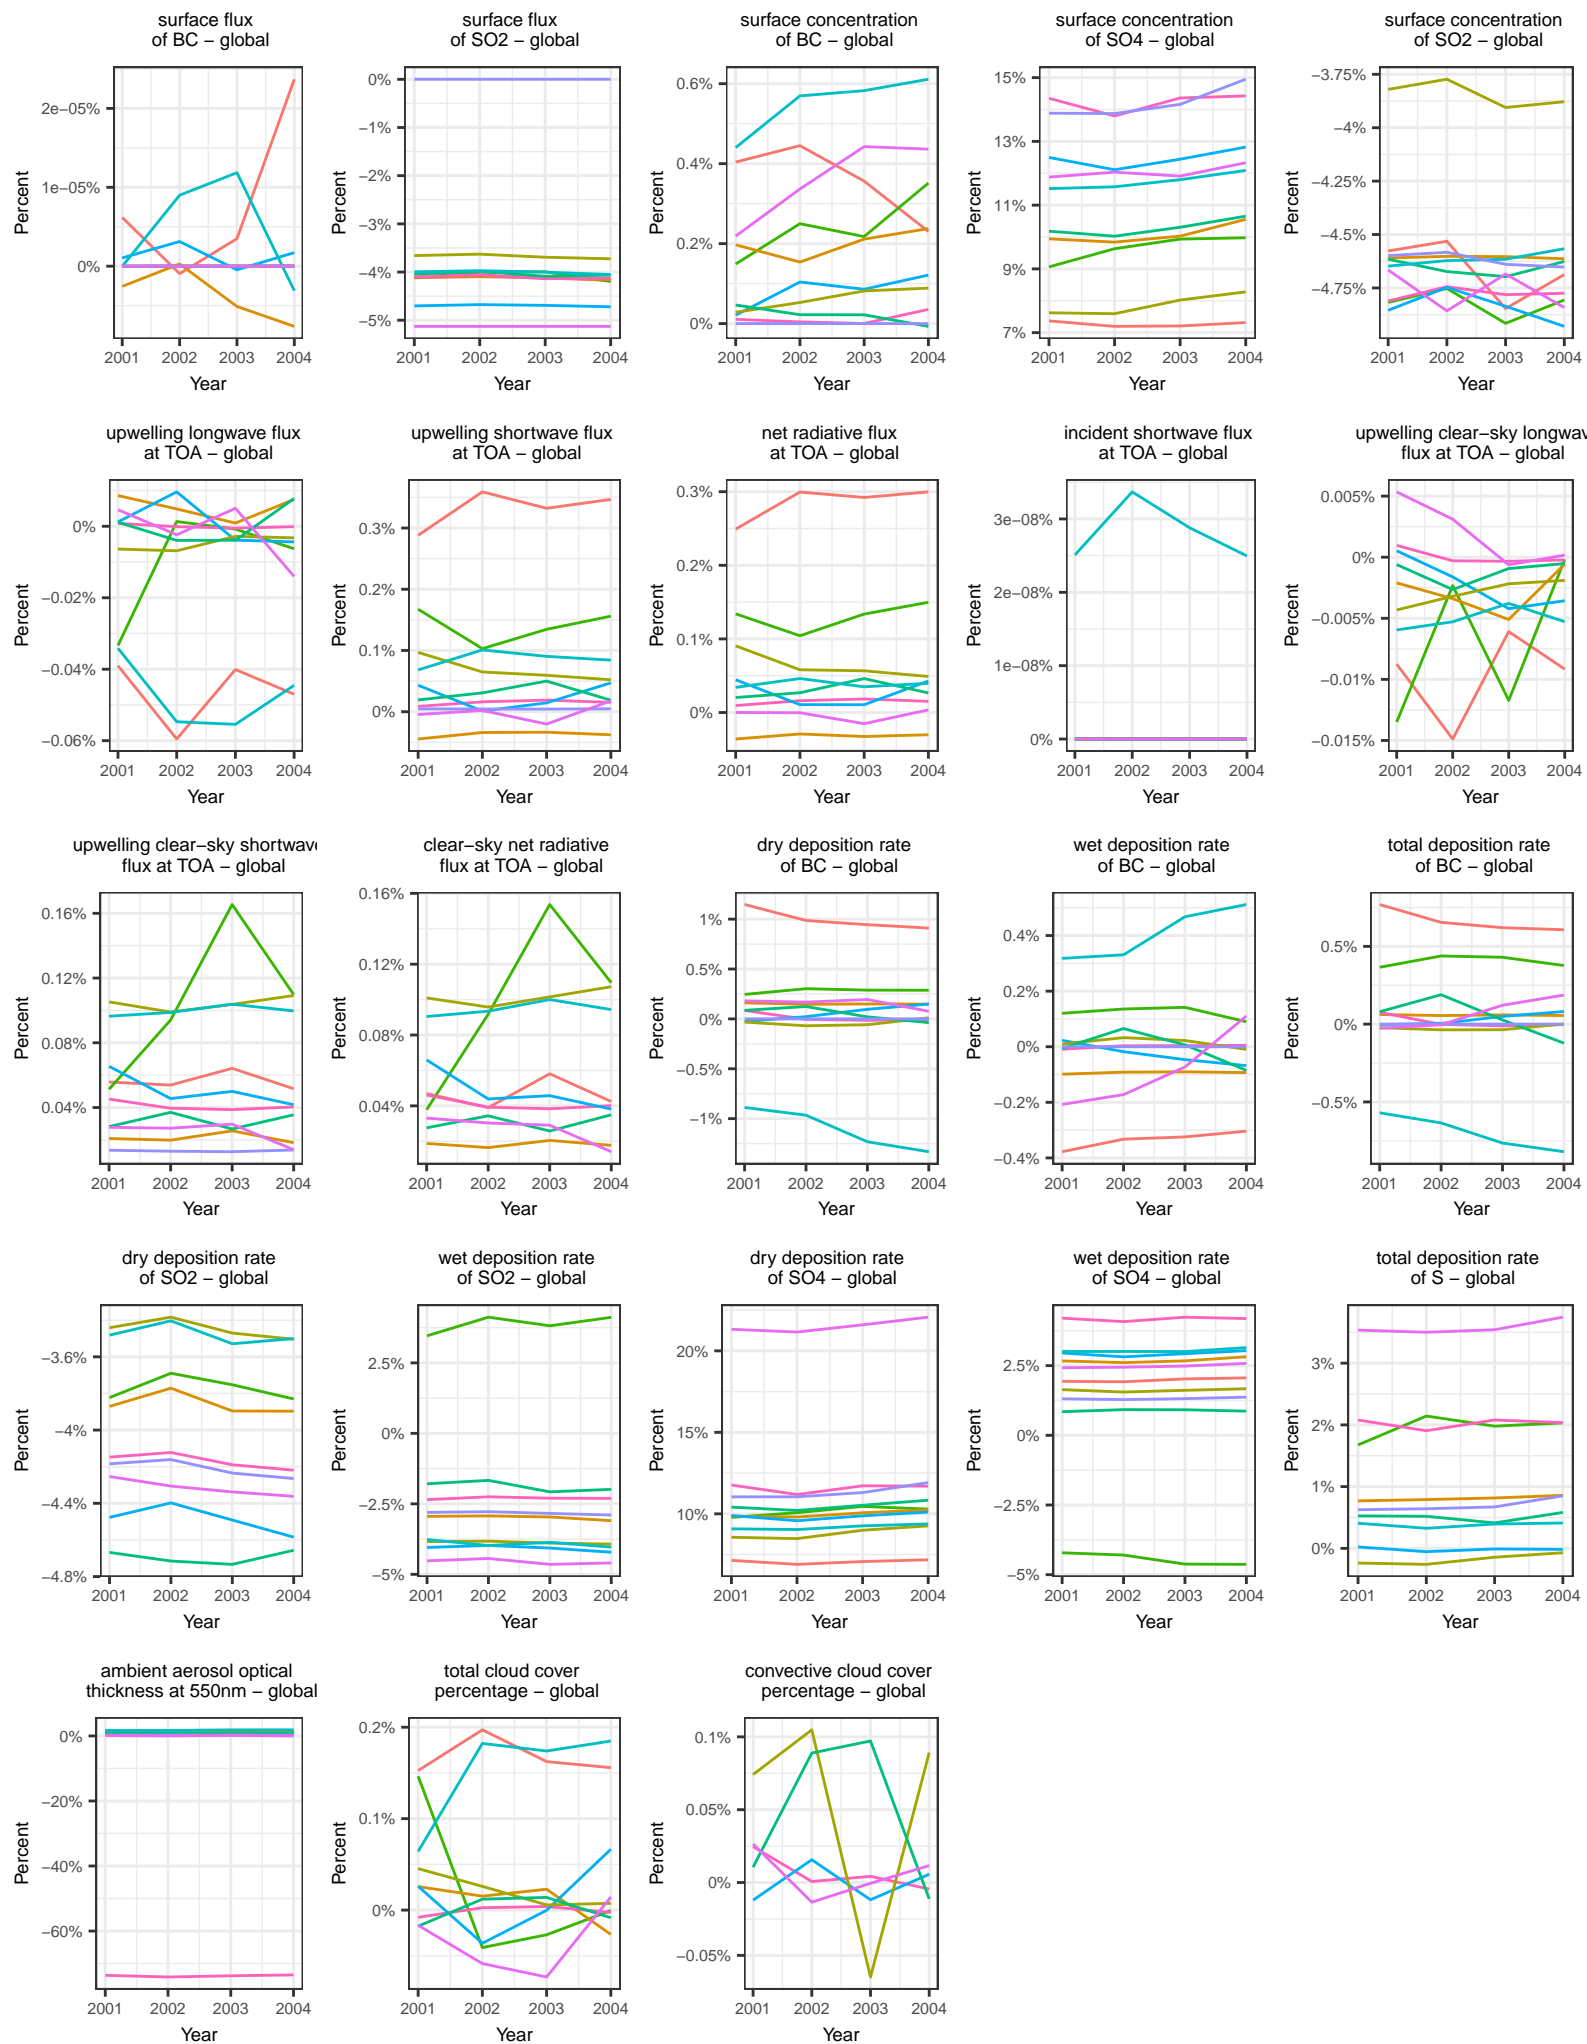 surface flux
of BC − global
surface flux
of SO2 − global
surface concentration
of BC − global
surface concentration
of SO4 − global
surface concentration
of SO2 − global
Percent
2e−05%
1e−05%
0%
2001 2002 2003 2004
Year
Percent
0%
−1%
−2%
−3%
−4%
−5%
2001 2002 2003 2004
Year
Percent
0.6%
0.4%
0.2%
0%
2001 2002 2003 2004
Year
Percent
15%
13%
11%
9%
7%
2001 2002 2003 2004
Year
Percent
−3.75%
−4%
−4.25%
−4.5%
−4.75%
2001 2002 2003 2004
Year
upwelling longwave flux
at TOA − global
upwelling shortwave flux
at TOA − global
net radiative flux
at TOA − global
incident shortwave flux
at TOA − global
upwelling clear−sky longwav
flux at TOA − global
Percent
0%
−0.02%
−0.04%
−0.06%
2001 2002 2003 2004
Year
Percent
0.3%
0.2%
0.1%
0%
2001 2002 2003 2004
Year
Percent
0.3%
0.2%
0.1%
0%
2001 2002 2003 2004
Year
Percent
3e−08%
2e−08%
1e−08%
0%
2001 2002 2003 2004
Year
Percent
0.005%
0%
−0.005%
−0.01%
−0.015%
2001 2002 2003 2004
Year
upwelling clear−sky shortwav
flux at TOA − global
clear−sky net radiative
flux at TOA − global
dry deposition rate
of BC − global
wet deposition rate
of BC − global
total deposition rate
of BC − global
Percent
0.16%
0.12%
0.08%
0.04%
2001 2002 2003 2004
Year
Percent
0.16%
0.12%
0.08%
0.04%
2001 2002 2003 2004
Year
Percent
1%
0.5%
0%
−0.5%
−1%
2001 2002 2003 2004
Year
Percent
0.4%
0.2%
0%
−0.2%
−0.4%
2001 2002 2003 2004
Year
Percent
0.5%
0%
−0.5%
2001 2002 2003 2004
Year
dry deposition rate
of SO2 − global
wet deposition rate
of SO2 − global
dry deposition rate
of SO4 − global
wet deposition rate
of SO4 − global
total deposition rate
of S − global
Percent
−3.6%
−4%
−4.4%
−4.8%
2001 2002 2003 2004
Year
Percent
2.5%
0%
−2.5%
−5%
2001 2002 2003 2004
Year
Percent
20%
15%
10%
2001 2002 2003 2004
Year
Percent
2.5%
0%
−2.5%
−5%
2001 2002 2003 2004
Year
Percent
3%
2%
1%
0%
2001 2002 2003 2004
Year
ambient aerosol optical
thickness at 550nm − global
total cloud cover
percentage − global
convective cloud cover
percentage − global
Percent
0%
−20%
−40%
−60%
2001 2002 2003 2004
Year
Percent
0.2%
0.1%
0%
2001 2002 2003 2004
Year
Percent
0.1%
0.05%
0%
−0.05%
2001 2002 2003 2004
Year